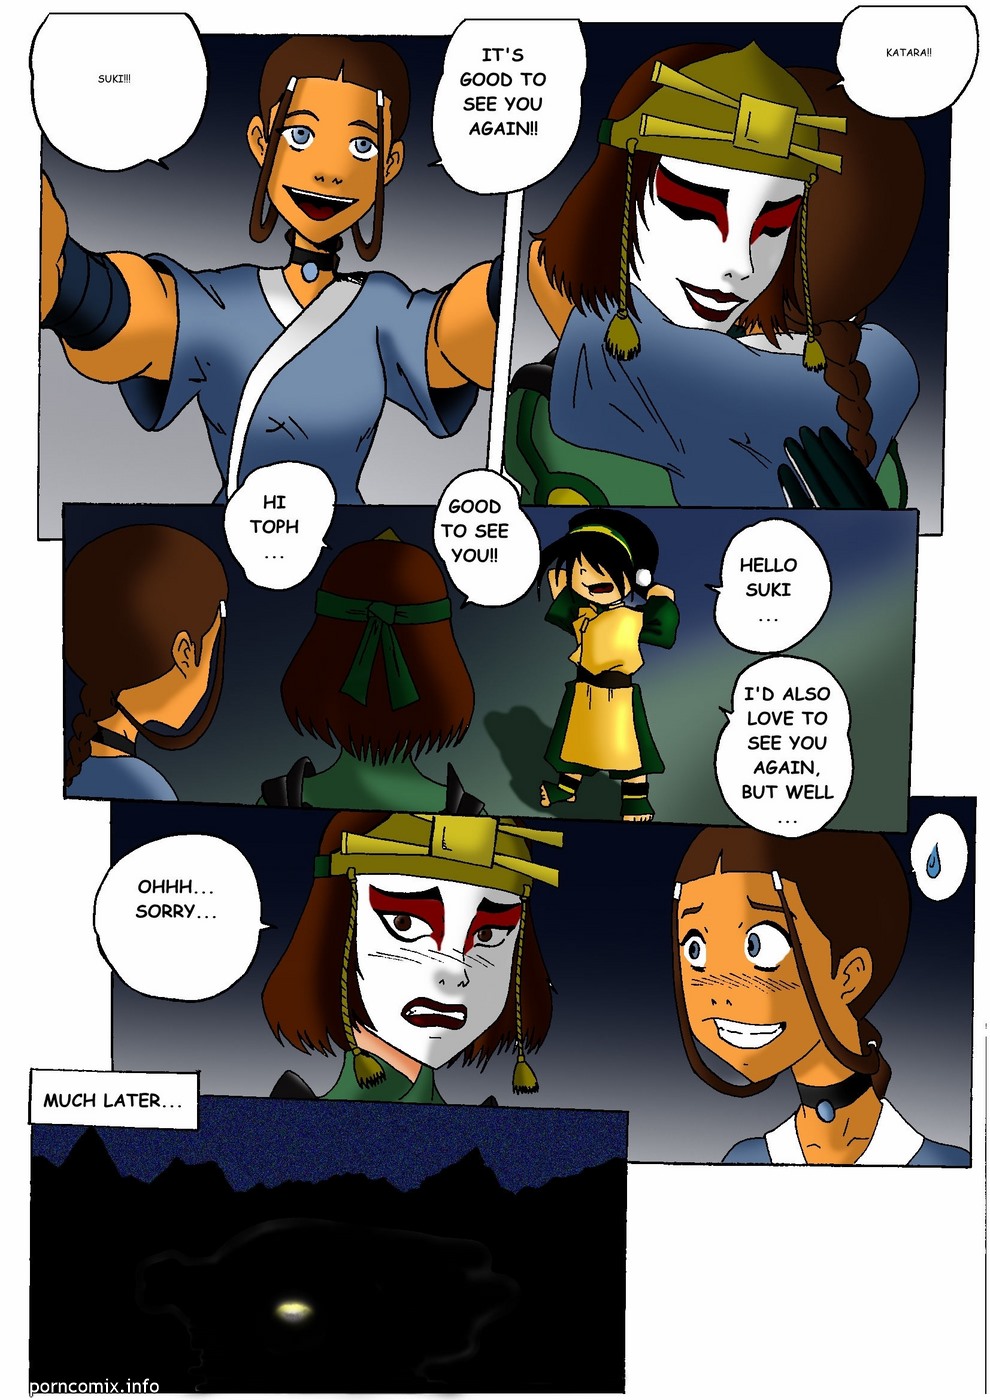 SUKI!!!
IT'S
GOOD TO
SEE YOU
AGAIN!!
KATARA!!
HI
TOPH
...
GOOD
TO SEE
YOU!!
HELLO
SUKI
...
I'D ALSO
LOVE TO
SEE YOU
AGAIN,
BUT WELL
...
OHHH...
SORRY...
MUCH LATER...
porncomix.info